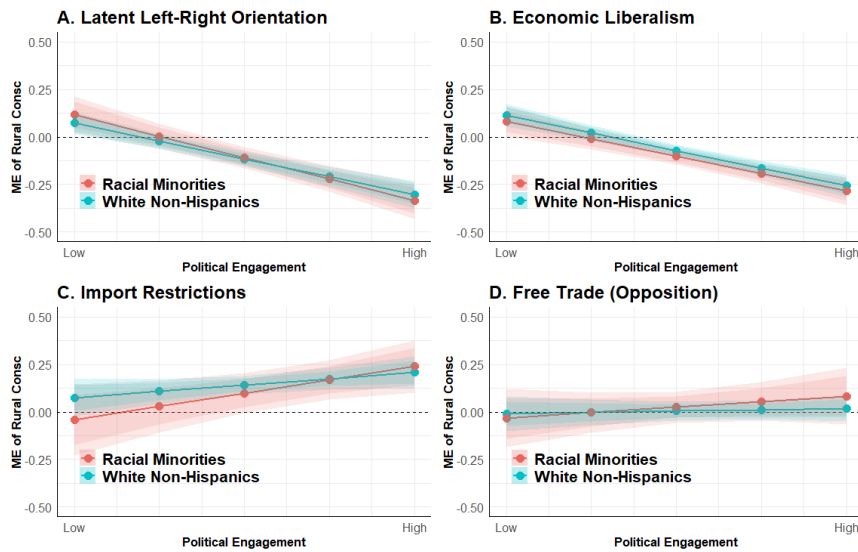 A. Latent Left-Right Orientation
ME of Rural Consc
0.50
0.25
0.00
-0.25
-0.50
Racial Minorities
White Non-Hispanics
Low
High
Political Engagement
B. Economic Liberalism
ME of Rural Consc
0.50
0.25
0.00
-0.25
-0.50
Racial Minorities
White Non-Hispanics
Low
High
Political Engagement
C. Import Restrictions
ME of Rural Consc
0.50
0.25
0.00
-0.25
-0.50
Racial Minorities
White Non-Hispanics
Low
High
Political Engagement
D. Free Trade (Opposition)
ME of Rural Consc
0.50
0.25
0.00
-0.25
-0.50
Racial Minorities
White Non-Hispanics
Low
High
Political Engagement